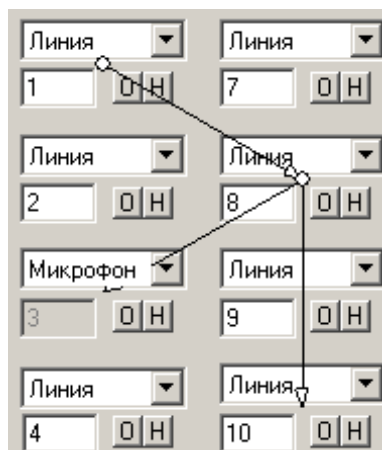 Линия Линия
1 О Н 7 О Н
Линия Линия
2 О Н 8 О Н
Микрофон Линия
3 О Н 9 О Н
Линия Линия
4 О Н 10 О Н